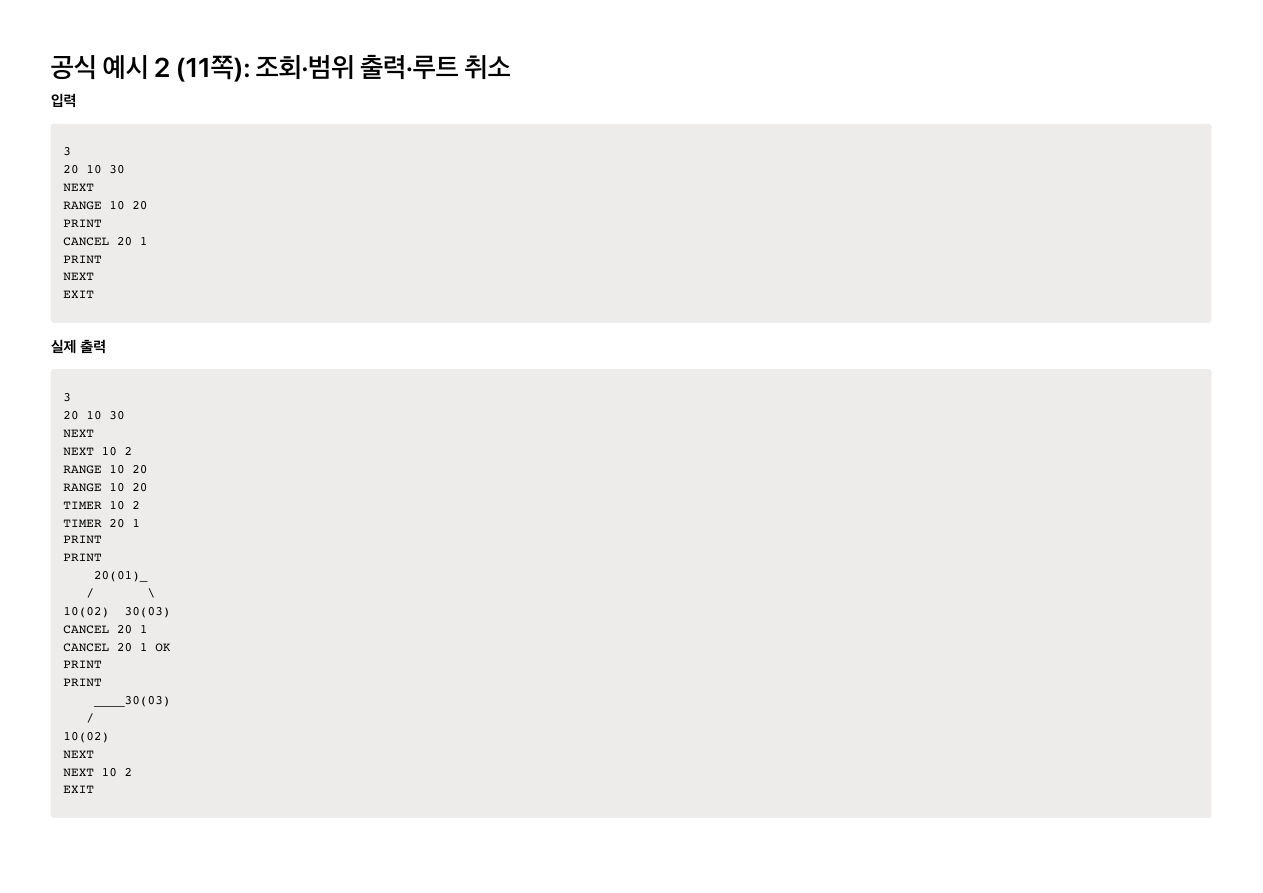 공식 예시 2 (11쪽): 조회·범위 출력·루트 취소
입력
3
20 10 30
NEXT
RANGE 10 20
PRINT
CANCEL 20 1
PRINT
NEXT
EXIT
실제 출력
3
20 10 30
NEXT
NEXT 10 2
RANGE 10 20
RANGE 10 20
TIMER 10 2
TIMER 20 1
PRINT
PRINT
    20(01)_
   /       \
10(02)  30(03)
CANCEL 20 1
CANCEL 20 1 OK
PRINT
PRINT
    ____30(03)
   /
10(02)
NEXT
NEXT 10 2
EXIT